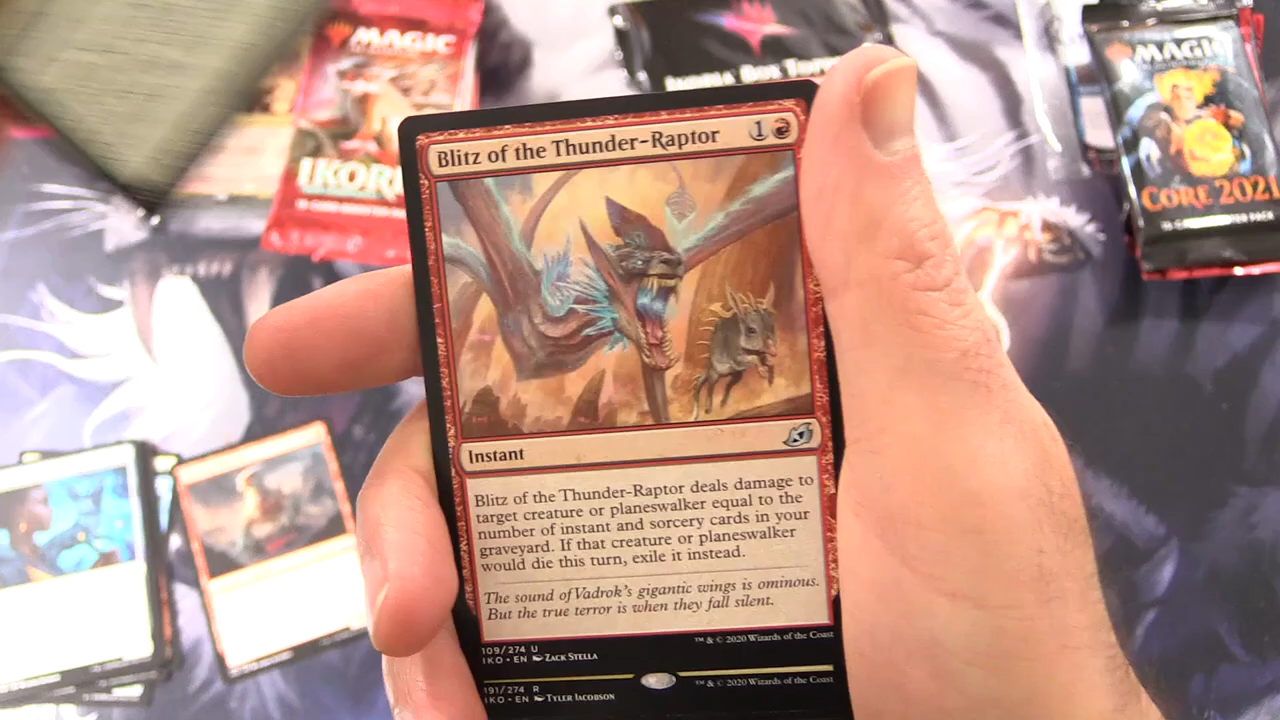 MAGIC
IKOR
IKORIA BOX TOPP
MAGIC
CORE 2021
Blitz of the Thunder-Raptor 1
Instant
Blitz of the Thunder-Raptor deals damage to
target creature or planeswalker equal to the
number of instant and sorcery cards in your
graveyard. If that creature or planeswalker
would die this turn, exile it instead.
The sound of Vadrok's gigantic wings is ominous.
But the true terror is when they fall silent.
109/274 U
IKO • EN ZACK STELLA
™ & © 2020 Wizards of the Coast
191/274 R
IKO • EN TYLER JACOBSON
™ & © 2020 Wizards of the Coast